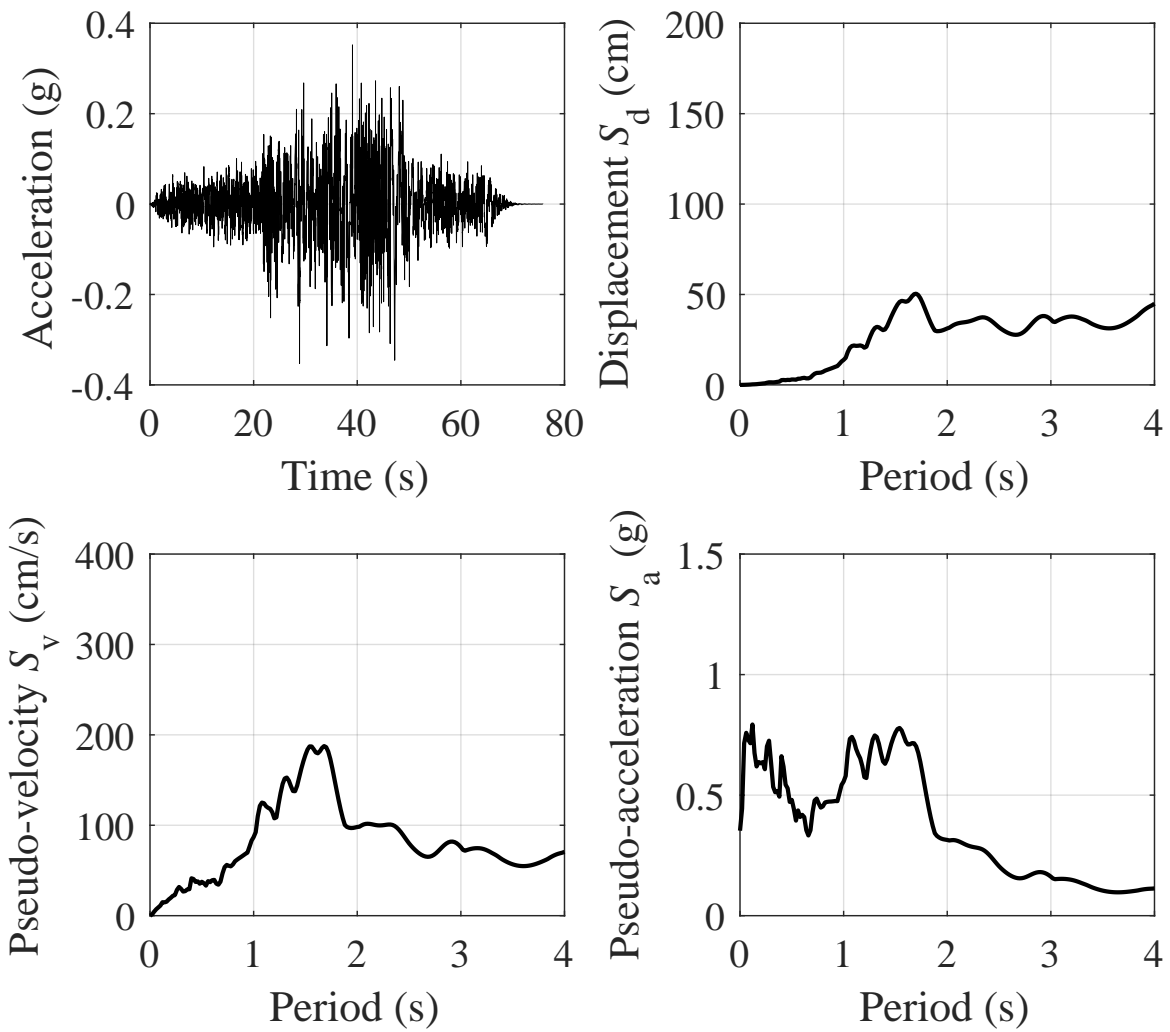 Acceleration (g)
0.4
0.2
0
-0.2
-0.4
0 20 40 60 80
Time (s)
Displacement Sd (cm)
200
150
100
50
0
0 1 2 3 4
Period (s)
Pseudo-velocity Sv (cm/s)
400
300
200
100
0
0 1 2 3 4
Period (s)
Pseudo-acceleration Sa (g)
1.5
1
0.5
0
0 1 2 3 4
Period (s)